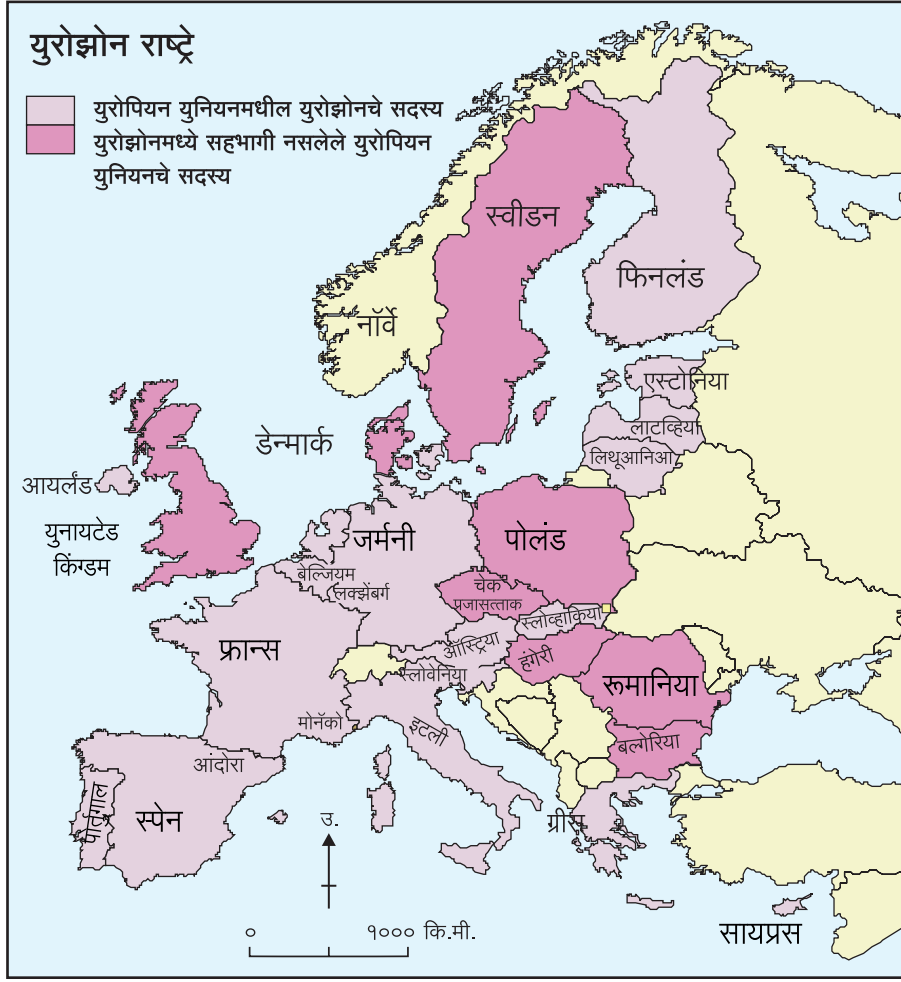 युरोझोन राष्ट्रे
युरोपियन युनियनमधील युरोझोनचे सदस्य
युरोझोनमध्ये सहभागी नसलेले युरोपियन
युनियनचे सदस्य
स्वीडन
फिनलंड
नॉर्वे
एस्टोनिया
डेन्मार्क
लाटव्हिया
लिथूआनिओ
आयर्लंड
युनायटेड
किंग्डम
जर्मनी
पोलंड
बेल्जियम
लक्झेंबर्ग
चेक
प्रजासत्ताक
स्लोव्हाकिया
फ्रान्स
ऑस्ट्रिया
हंगेरी
स्लोवेनिया
रूमानिया
मोनॅको
इटली
बल्गेरिया
आंदोरा
पोर्तुगाल
स्पेन
ग्रीस
उ.
० १००० कि.मी.
सायप्रस